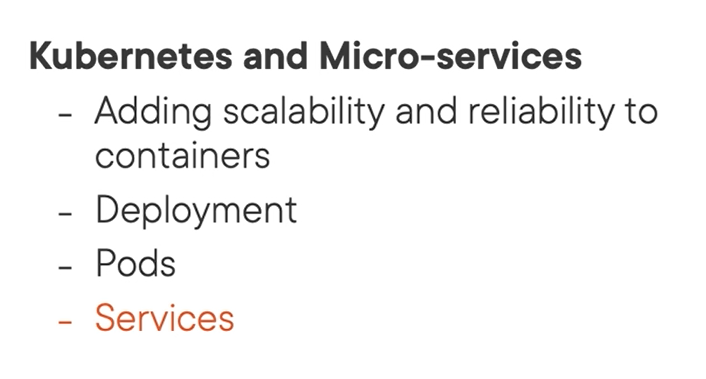 Kubernetes and Micro-services
- Adding scalability and reliability to
containers
- Deployment
- Pods
- Services